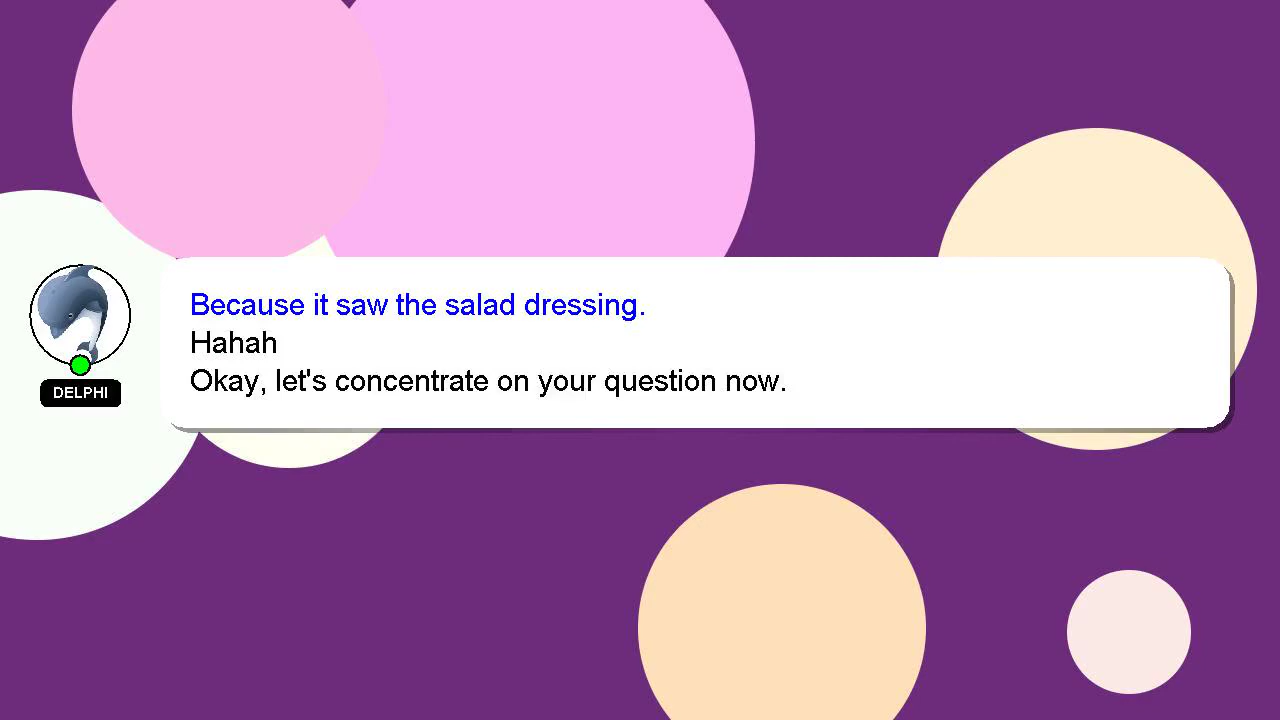 Because it saw the salad dressing.
Hahah
Okay, let's concentrate on your question now.
DELPHI